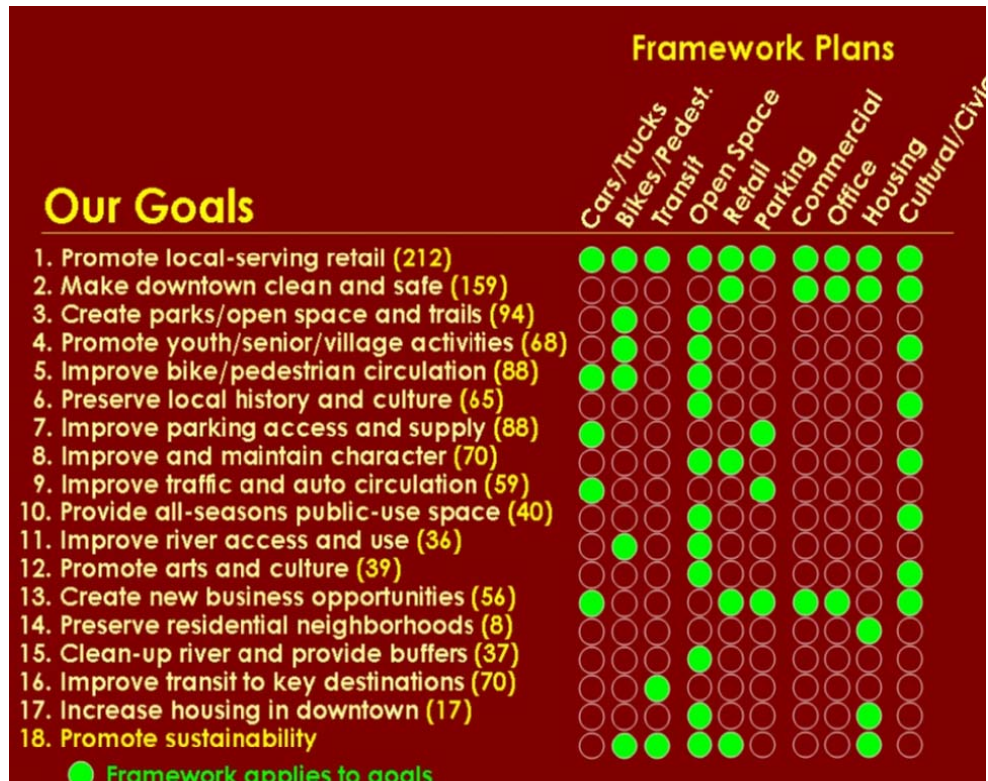 Framework Plans
Cars/Trucks
Bikes/Pedest.
Transit
Open Space
Retail
Parking
Commercial
Office
Housing
Cultural/Civic
Our Goals
1. Promote local-serving retail (212)
2. Make downtown clean and safe (159)
3. Create parks/open space and trails (94)
4. Promote youth/senior/village activities (68)
5. Improve bike/pedestrian circulation (88)
6. Preserve local history and culture (65)
7. Improve parking access and supply (88)
8. Improve and maintain character (70)
9. Improve traffic and auto circulation (59)
10. Provide all-seasons public-use space (40)
11. Improve river access and use (36)
12. Promote arts and culture (39)
13. Create new business opportunities (56)
14. Preserve residential neighborhoods (8)
15. Clean-up river and provide buffers (37)
16. Improve transit to key destinations (70)
17. Increase housing in downtown (17)
18. Promote sustainability
Framework applies to goals